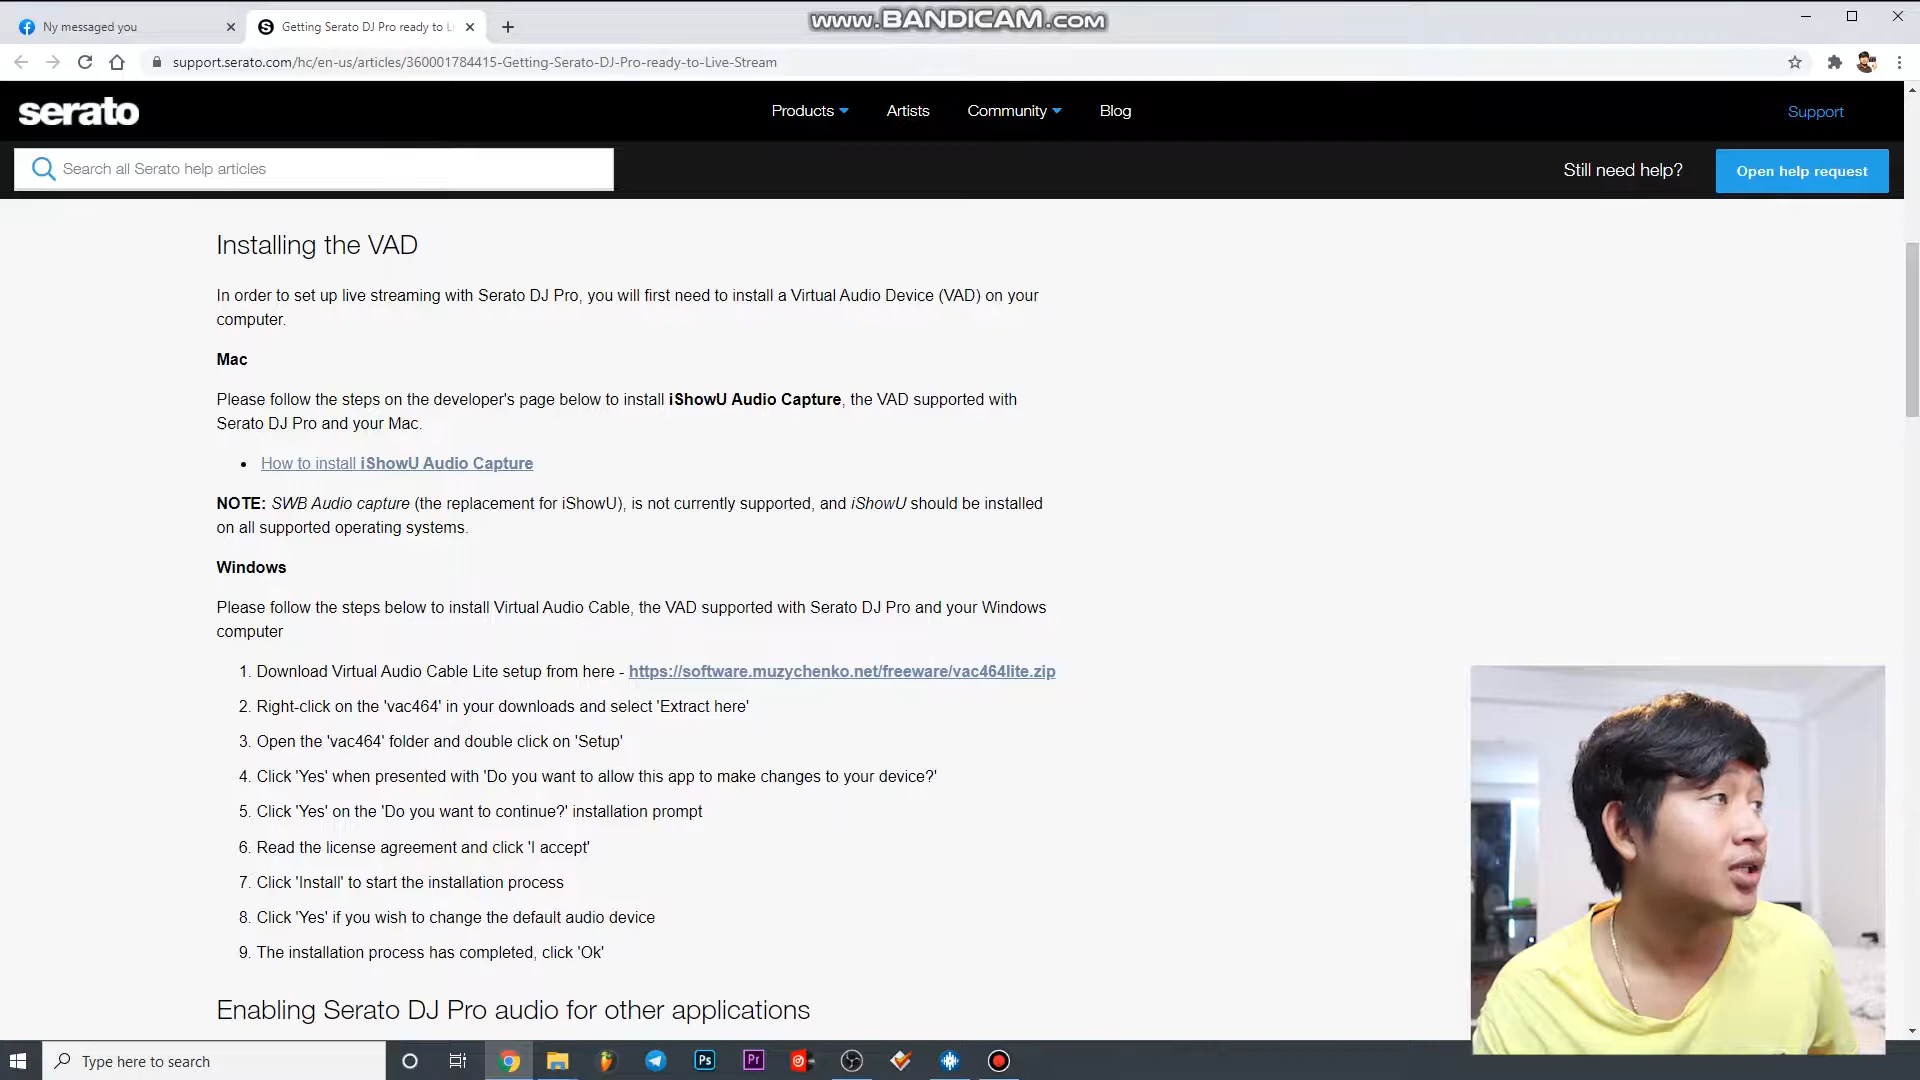 Ny messaged you
Getting Serato DJ Pro ready to Li
www.BANDICAM.com
support.serato.com/hc/en-us/articles/360001784415-Getting-Serato-DJ-Pro-ready-to-Live-Stream
serato
Products
Artists
Community
Blog
Support
Search all Serato help articles
Still need help?
Open help request
Installing the VAD
In order to set up live streaming with Serato DJ Pro, you will first need to install a Virtual Audio Device (VAD) on your
computer.
Mac
Please follow the steps on the developer's page below to install iShowU Audio Capture, the VAD supported with
Serato DJ Pro and your Mac.
• How to install iShowU Audio Capture
NOTE: SWB Audio capture (the replacement for iShowU), is not currently supported, and iShowU should be installed
on all supported operating systems.
Windows
Please follow the steps below to install Virtual Audio Cable, the VAD supported with Serato DJ Pro and your Windows
computer
1. Download Virtual Audio Cable Lite setup from here - https://software.muzychenko.net/freeware/vac464lite.zip
2. Right-click on the 'vac464' in your downloads and select 'Extract here'
3. Open the 'vac464' folder and double click on 'Setup'
4. Click 'Yes' when presented with 'Do you want to allow this app to make changes to your device?'
5. Click 'Yes' on the 'Do you want to continue?' installation prompt
6. Read the license agreement and click 'I accept'
7. Click 'Install' to start the installation process
8. Click 'Yes' if you wish to change the default audio device
9. The installation process has completed, click 'Ok'
Enabling Serato DJ Pro audio for other applications
Type here to search
Ps
Pr